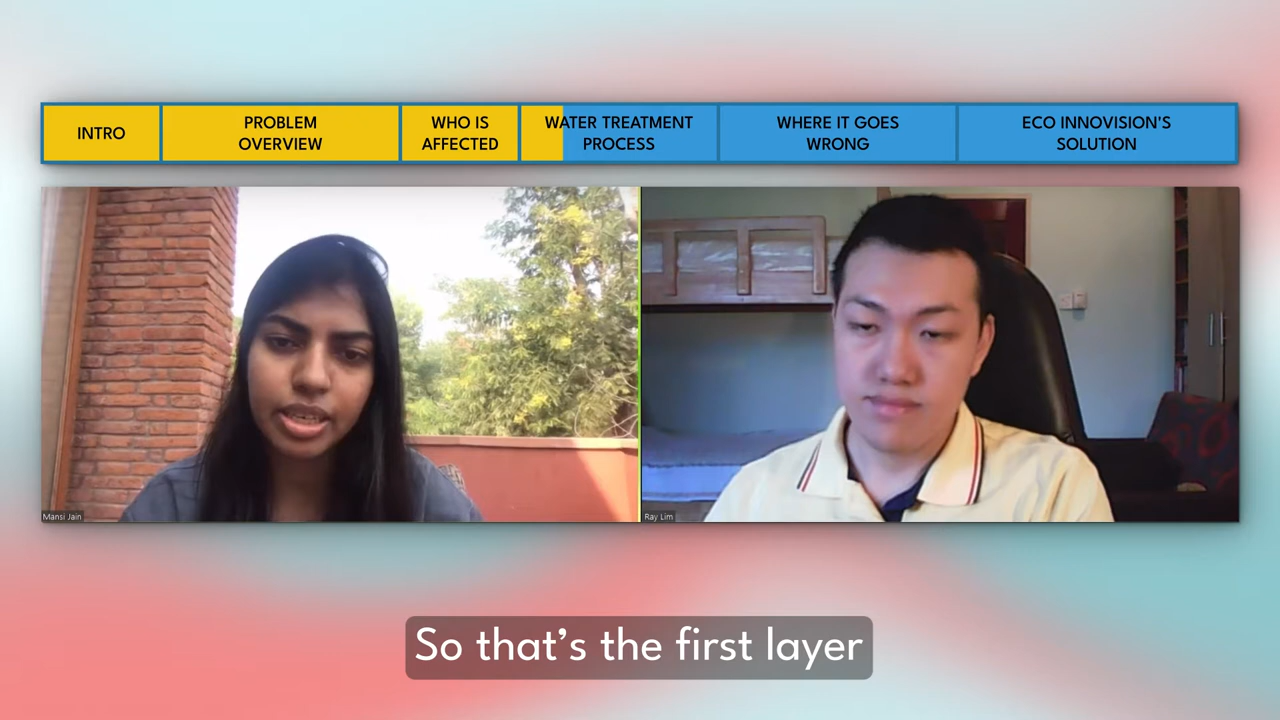 INTRO
PROBLEM
OVERVIEW
WHO IS
AFFECTED
WATER TREATMENT
PROCESS
WHERE IT GOES
WRONG
ECO INNOVISION'S
SOLUTION
Mansi Jain
Ray Lim
So that’s the first layer